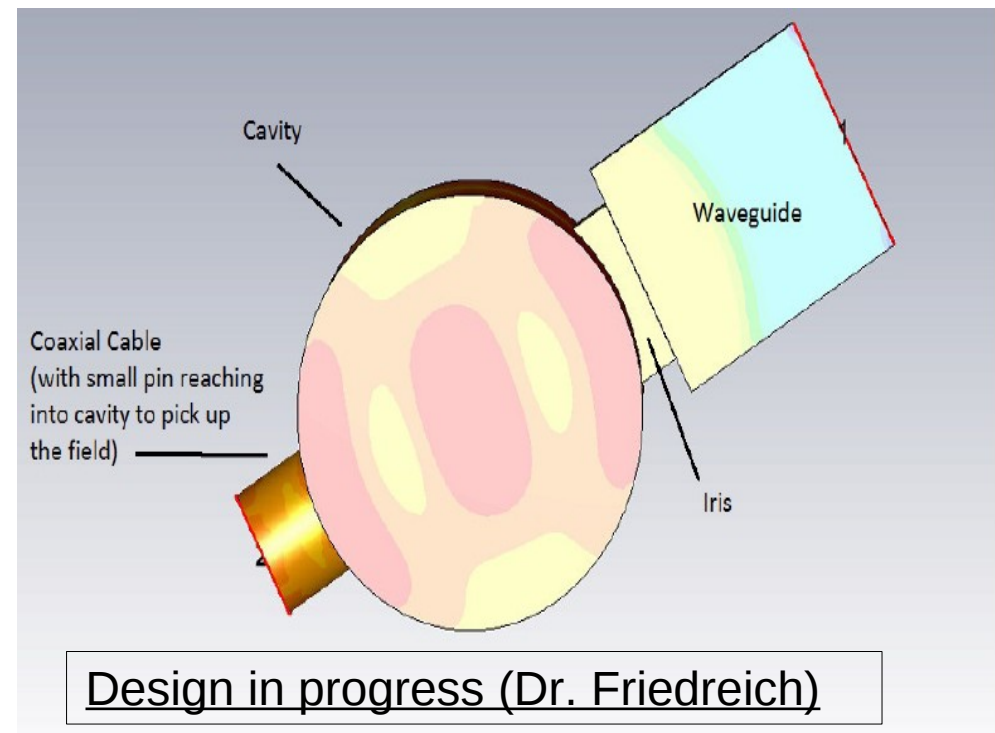 Cavity
Waveguide
1
Coaxial Cable
(with small pin reaching
into cavity to pick up
the field)
Iris
Design in progress (Dr. Friedreich)